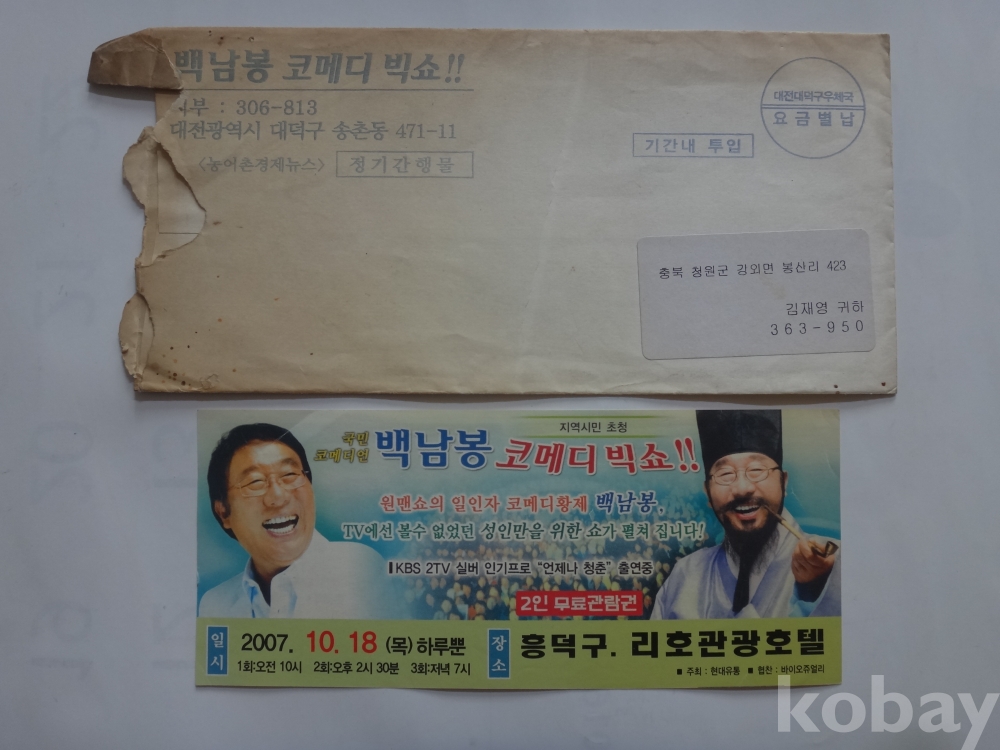 백남봉 코메디 빅쇼!!
부 : 306-813
대전광역시 대덕구 송촌동 471-11
<농어촌경제뉴스> 정기간행물
대전대덕구우체국
요금별납
기간내 투입
충북 청원군 강외면 봉산리 423
김재영 귀하
363-950
지역시민 초청
국민
코메디언
백남봉 코메디 빅쇼!!
원맨쇼의 일인자 코메디황제 백남봉.
TV에선 볼수 없었던 성인만을 위한 쇼가 펼쳐 집니다!
KBS 2TV 실버 인기프로 "언제나 청춘" 출연중
2인 무료관람권
일시 2007. 10. 18 (목) 하루뿐
1회:오전 10시 2회:오후 2시 30분 3회:저녁 7시
장소 흥덕구. 리호관광호텔
■ 주최 : 현대유통 ■ 협찬 : 바이오쥬얼리
kobay